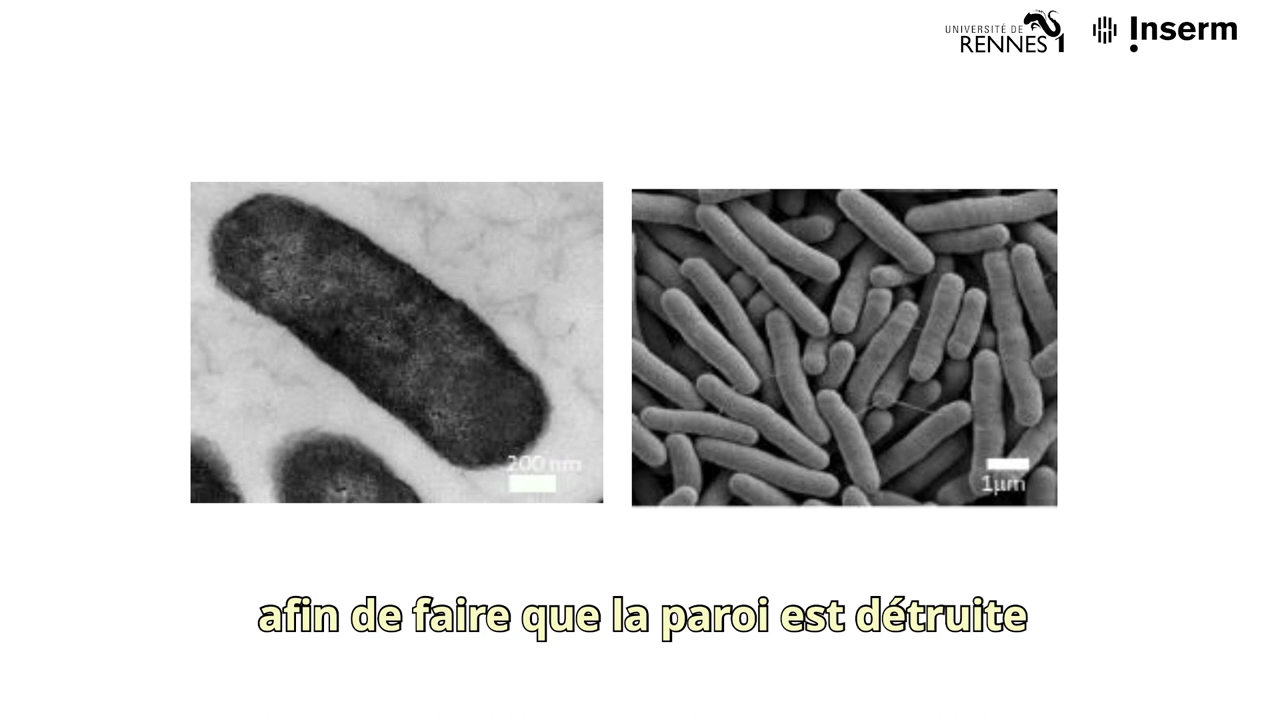 UNIVERSITÉ DE
RENNES 1
Inserm
200 nm
1µm
afin de faire que la paroi est détruite